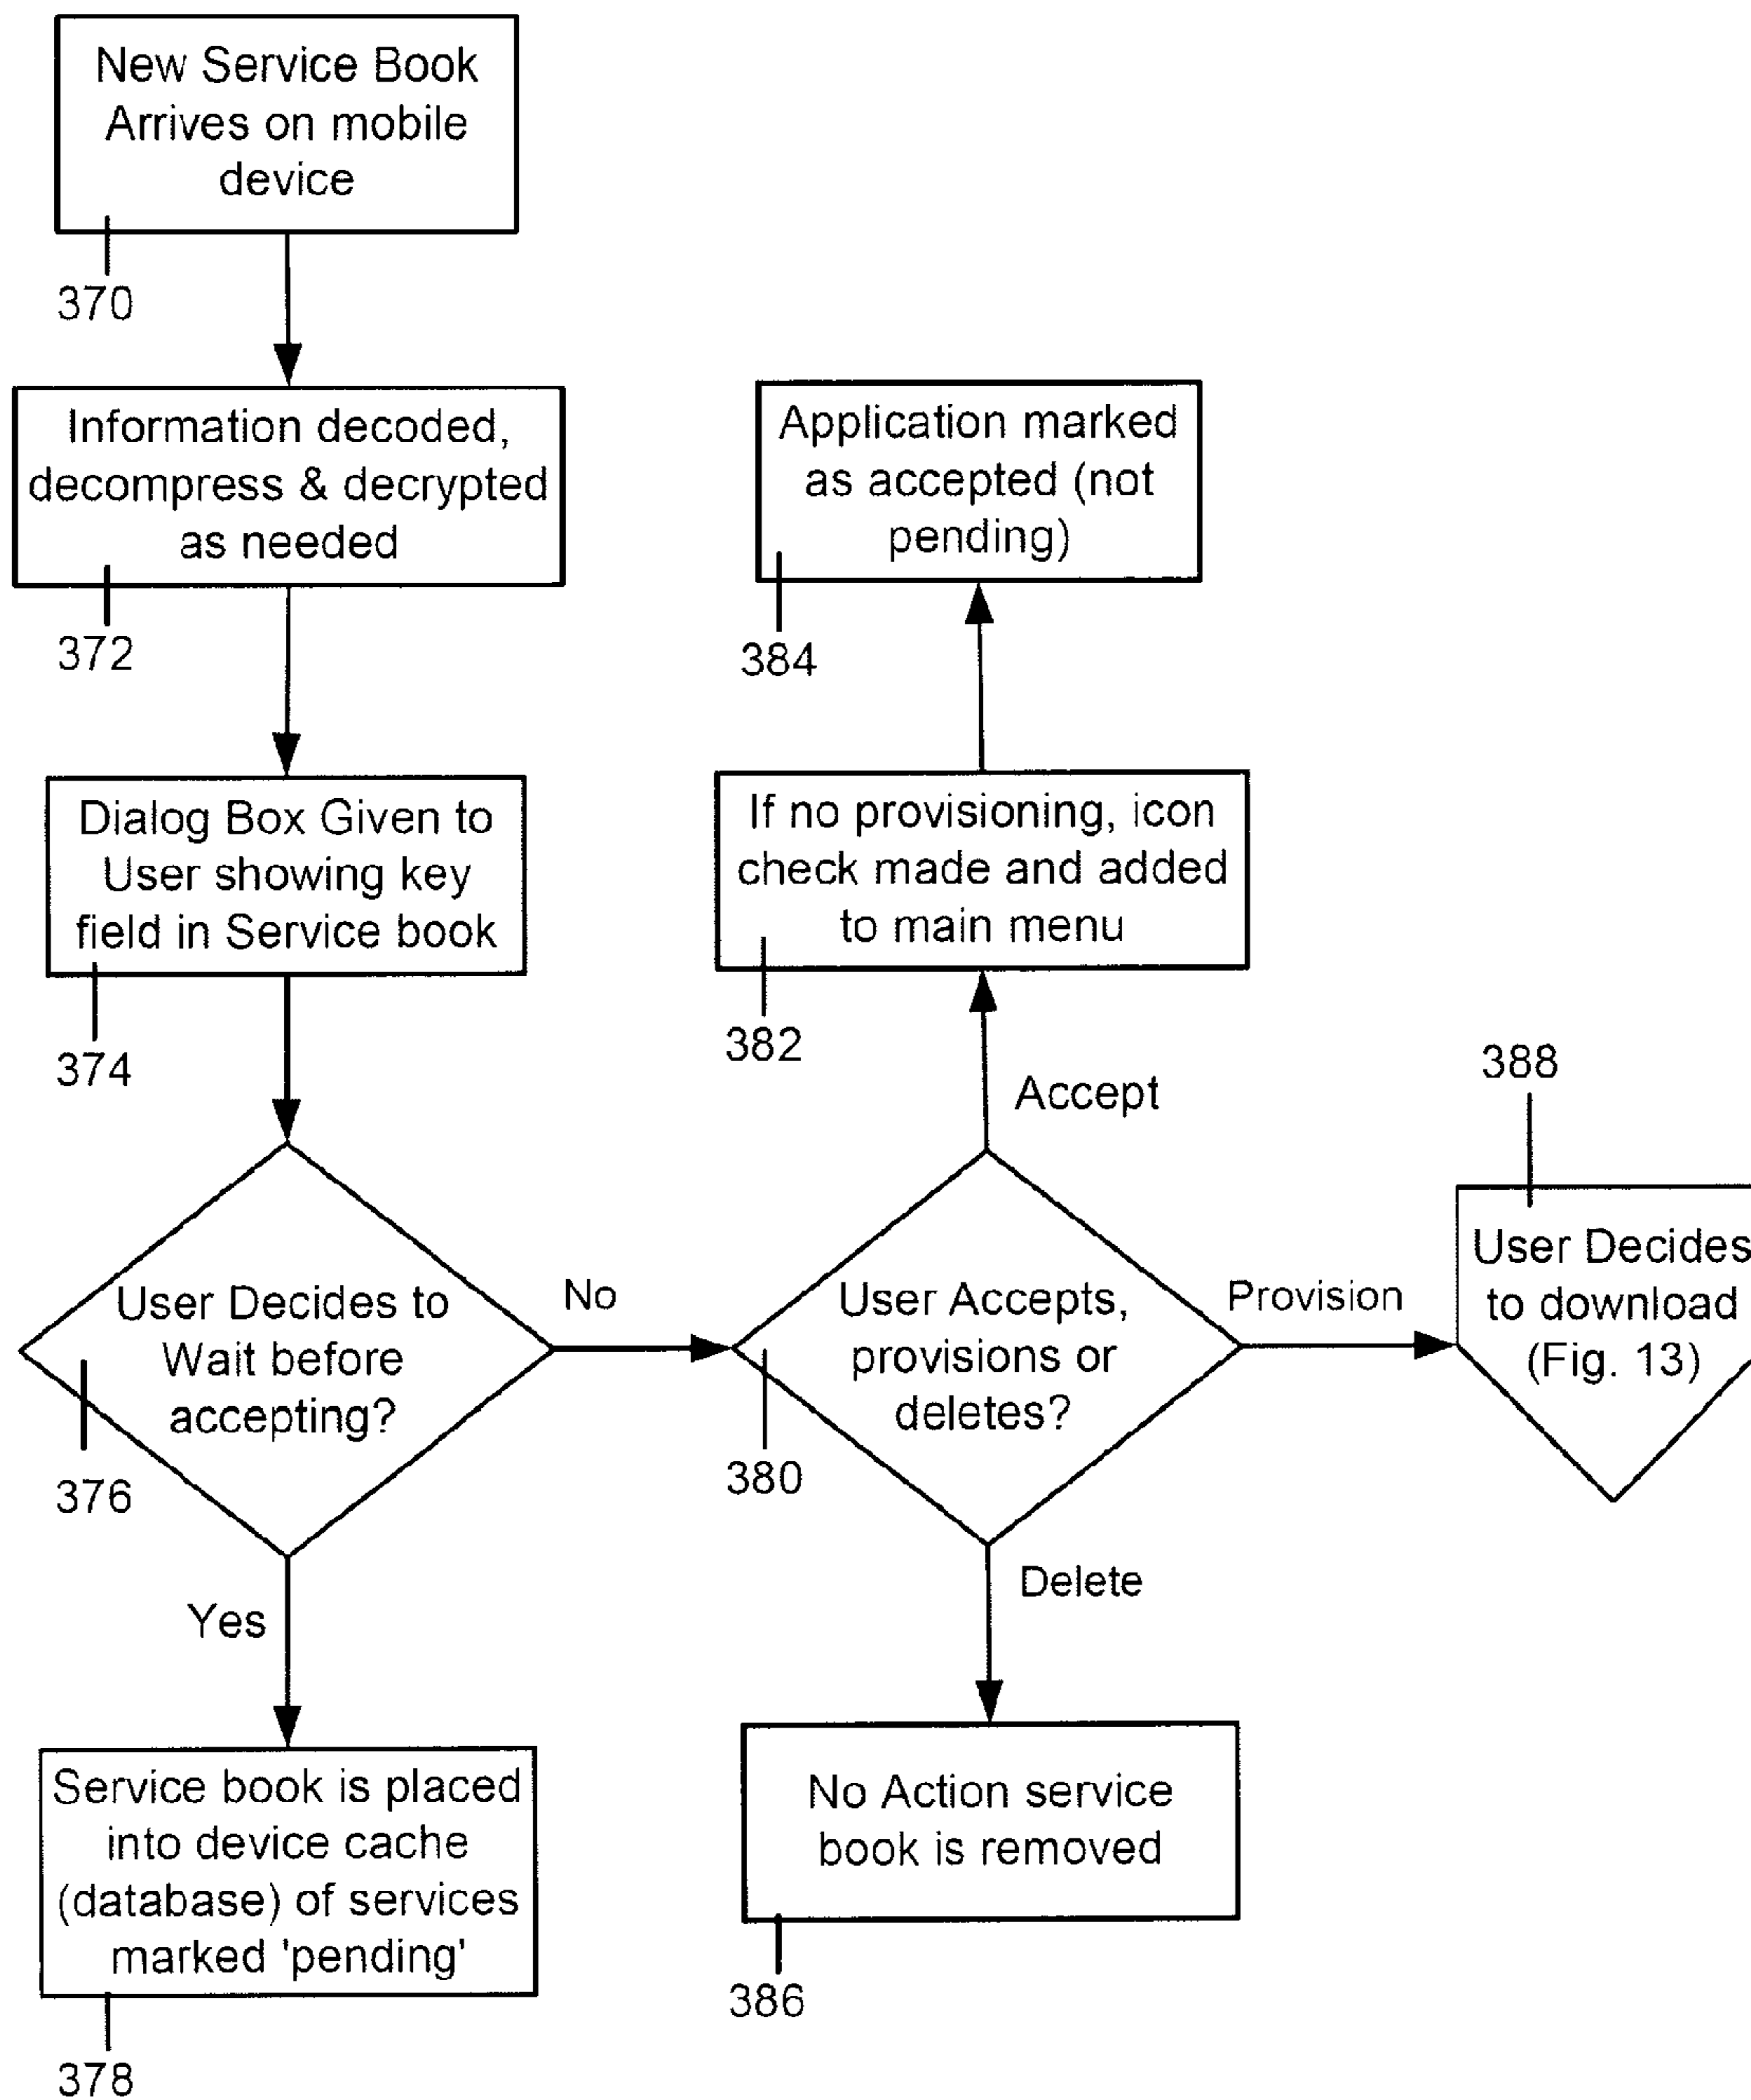 New Service Book
Arrives on mobile
device
370
Information decoded,
decompress & decrypted
as needed
372
Dialog Box Given to
User showing key
field in Service book
374
User Decides to
Wait before
accepting?
376
No
Yes
Service book is placed
into device cache
(database) of services
marked 'pending'
378
Application marked
as accepted (not
pending)
384
If no provisioning, icon
check made and added
to main menu
382
Accept
User Accepts,
provisions or
deletes?
380
Provision
Delete
No Action service
book is removed
386
388
User Decides
to download
(Fig. 13)